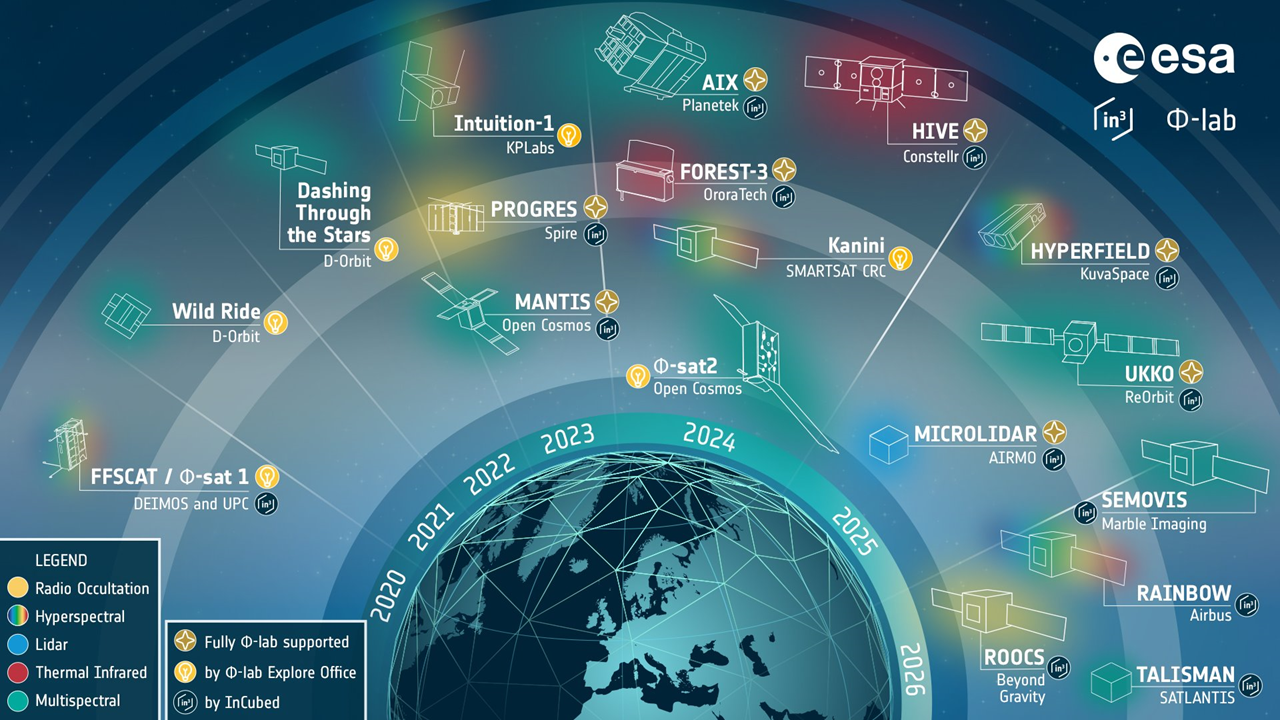 esa
in³
Φ-lab
AIX
Planetek
in³
HIVE
Constellr
in³
Intuition-1
KPLabs
FOREST-3
OroraTech
in³
Dashing
Through
the Stars
D-Orbit
PROGRES
Spire
in³
Kanini
SMARTSAT CRC
HYPERFIELD
KuvaSpace
in³
Wild Ride
D-Orbit
MANTIS
Open Cosmos
in³
Φ-sat2
Open Cosmos
UKKO
ReOrbit
in³
MICROLIDAR
AIRMO
in³
FFSCAT / Φ-sat 1
DEIMOS and UPC
in³
in³
SEMOVIS
Marble Imaging
RAINBOW
Airbus
in³
ROOCS
Beyond
Gravity
in³
TALISMAN
SATLANTIS
in³
2020
2021
2022
2023
2024
2025
2026
LEGEND
Radio Occultation
Hyperspectral
Lidar
Thermal Infrared
Multispectral
Fully Φ-lab supported
by Φ-lab Explore Office
in³ by InCubed